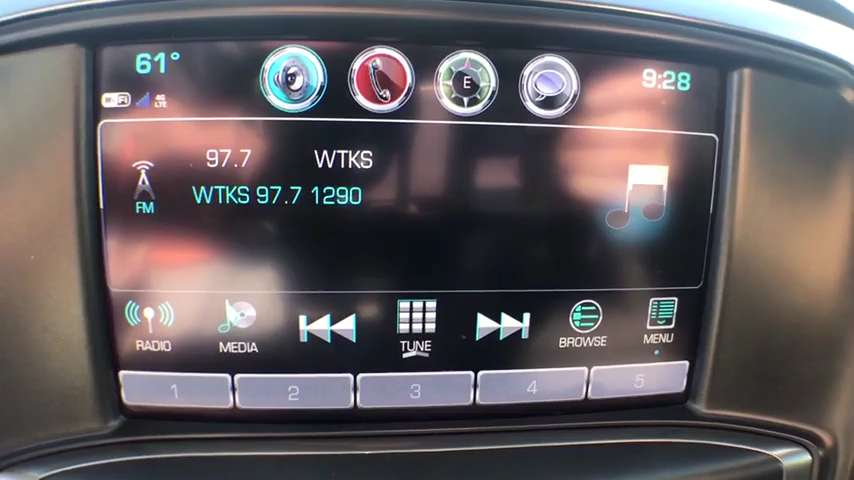 61°
9:28
WiFi 4G LTE
E
97.7 WTKS
FM
WTKS 97.7 1290
RADIO
MEDIA
TUNE
BROWSE
MENU
1 2 3 4 5